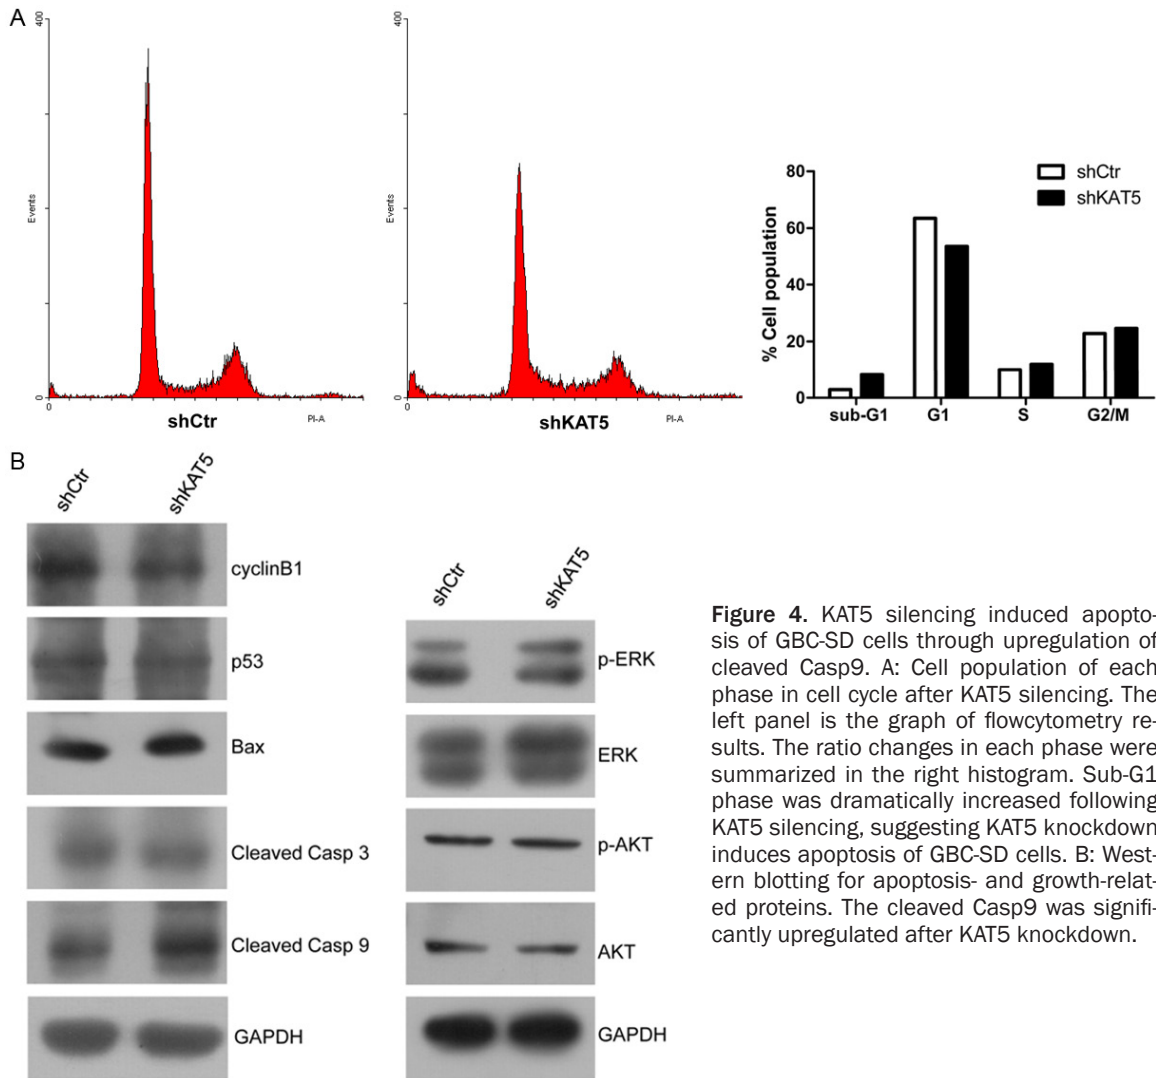 A
400
Events
0
0
shCtr
PI-A
400
Events
0
0
shKAT5
PI-A
80
60
40
20
0
% Cell population
shCtr
shKAT5
sub-G1
G1
S
G2/M
B
shCtr
shKAT5
cyclinB1
p53
Bax
Cleaved Casp 3
Cleaved Casp 9
GAPDH
shCtr
shKAT5
p-ERK
ERK
p-AKT
AKT
GAPDH
Figure 4. KAT5 silencing induced apopto-
sis of GBC-SD cells through upregulation of
cleaved Casp9. A: Cell population of each
phase in cell cycle after KAT5 silencing. The
left panel is the graph of flowcytometry re-
sults. The ratio changes in each phase were
summarized in the right histogram. Sub-G1
phase was dramatically increased following
KAT5 silencing, suggesting KAT5 knockdown
induces apoptosis of GBC-SD cells. B: West-
ern blotting for apoptosis- and growth-relat-
ed proteins. The cleaved Casp9 was signifi-
cantly upregulated after KAT5 knockdown.